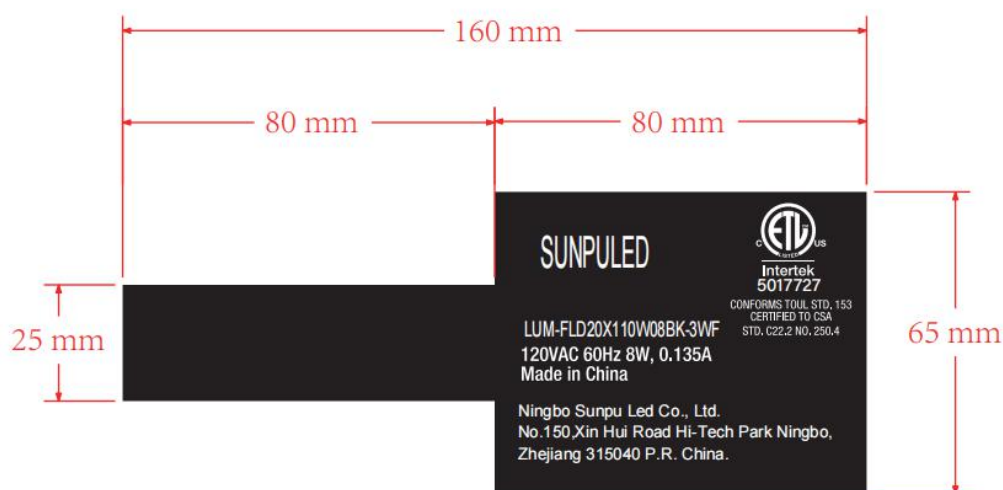 160 mm
80 mm
80 mm
25 mm
65 mm
SUNPULED
C ETL US
LISTED
Intertek
5017727
CONFORMS TOUL STD. 153
CERTIFIED TO CSA
STD. C22.2 NO. 250.4
LUM-FLD20X110W08BK-3WF
120VAC 60Hz 8W, 0.135A
Made in China
Ningbo Sunpu Led Co., Ltd.
No.150,Xin Hui Road Hi-Tech Park Ningbo,
Zhejiang 315040 P.R. China.